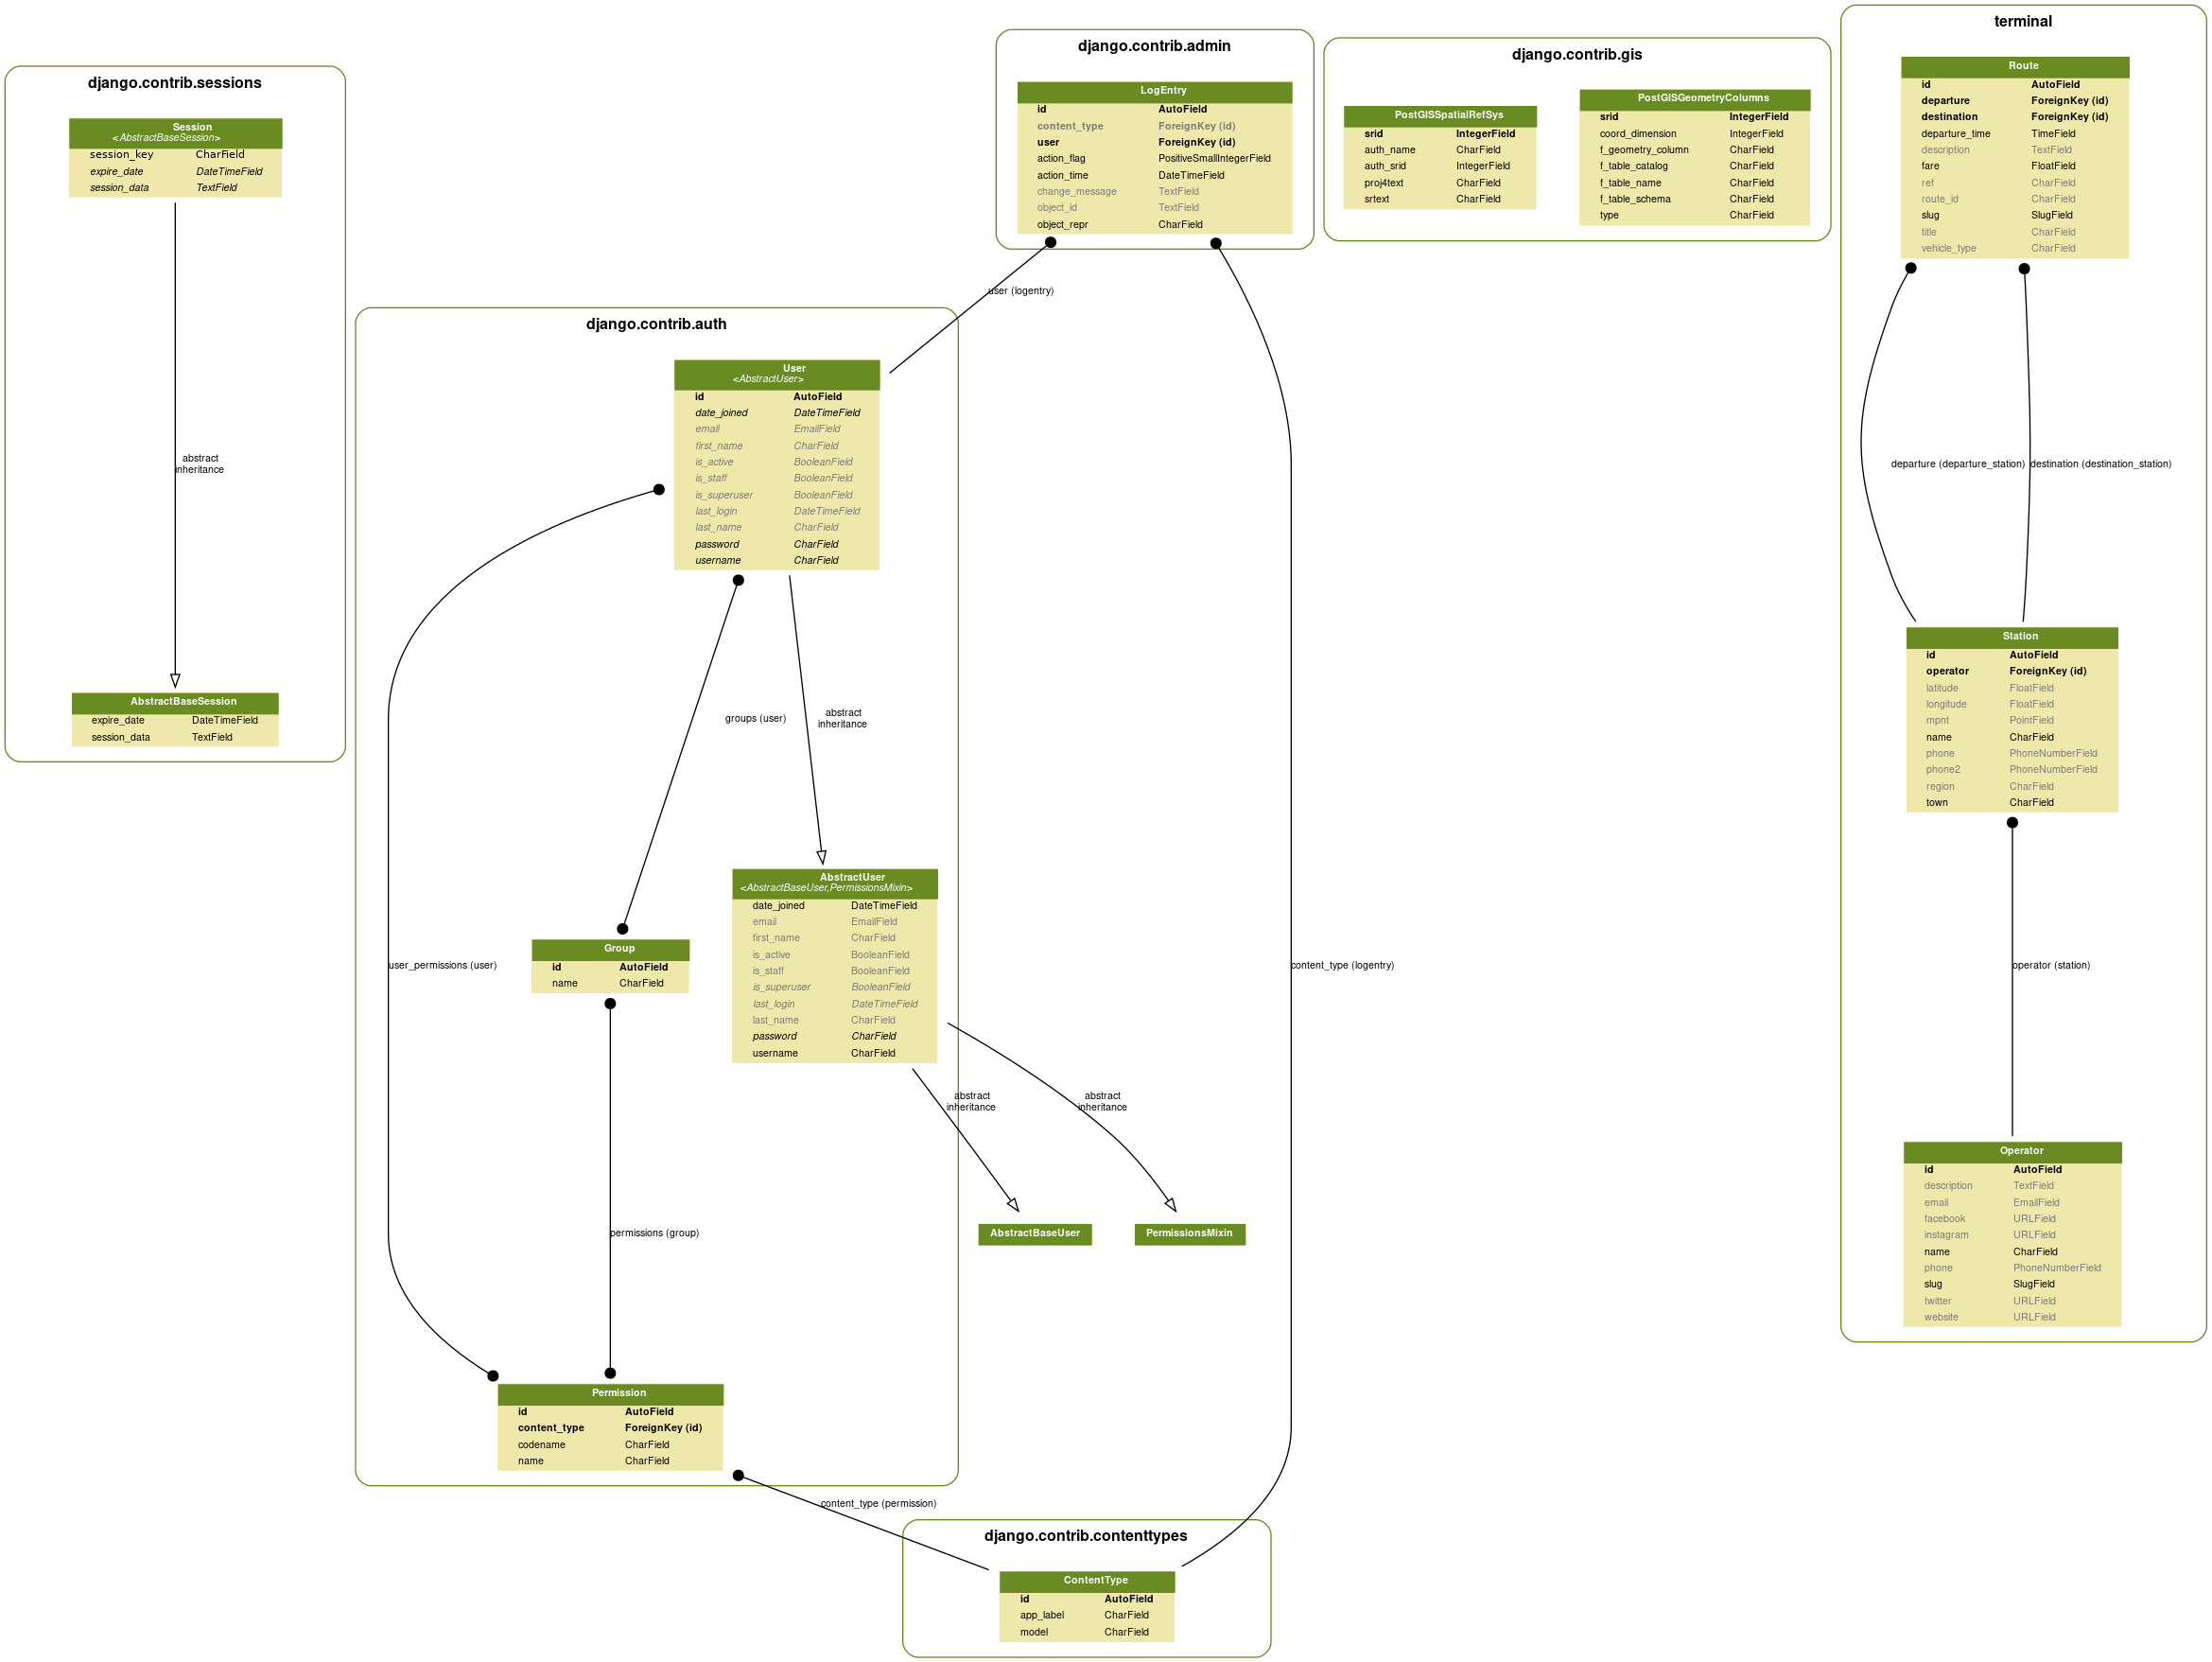 django.contrib.sessions
Session
<AbstractBaseSession>
session_key CharField
expire_date DateTimeField
session_data TextField
abstract
inheritance
AbstractBaseSession
expire_date DateTimeField
session_data TextField
django.contrib.admin
LogEntry
id AutoField
content_type ForeignKey (id)
user ForeignKey (id)
action_flag PositiveSmallIntegerField
action_time DateTimeField
change_message TextField
object_id TextField
object_repr CharField
user (logentry)
content_type (logentry)
django.contrib.gis
PostGISSpatialRefSys
srid IntegerField
auth_name CharField
auth_srid IntegerField
proj4text CharField
srtext CharField
PostGISGeometryColumns
srid IntegerField
coord_dimension IntegerField
f_geometry_column CharField
f_table_catalog CharField
f_table_name CharField
f_table_schema CharField
type CharField
django.contrib.auth
User
<AbstractUser>
id AutoField
date_joined DateTimeField
email EmailField
first_name CharField
is_active BooleanField
is_staff BooleanField
is_superuser BooleanField
last_login DateTimeField
last_name CharField
password CharField
username CharField
groups (user)
abstract
inheritance
user_permissions (user)
AbstractUser
<AbstractBaseUser,PermissionsMixin>
date_joined DateTimeField
email EmailField
first_name CharField
is_active BooleanField
is_staff BooleanField
is_superuser BooleanField
last_login DateTimeField
last_name CharField
password CharField
username CharField
Group
id AutoField
name CharField
abstract
inheritance
abstract
inheritance
AbstractBaseUser
PermissionsMixin
permissions (group)
Permission
id AutoField
content_type ForeignKey (id)
codename CharField
name CharField
content_type (permission)
django.contrib.contenttypes
ContentType
id AutoField
app_label CharField
model CharField
terminal
Route
id AutoField
departure ForeignKey (id)
destination ForeignKey (id)
departure_time TimeField
description TextField
fare FloatField
ref CharField
route_id CharField
slug SlugField
title CharField
vehicle_type CharField
departure (departure_station)
destination (destination_station)
Station
id AutoField
operator ForeignKey (id)
latitude FloatField
longitude FloatField
mpnt PointField
name CharField
phone PhoneNumberField
phone2 PhoneNumberField
region CharField
town CharField
operator (station)
Operator
id AutoField
description TextField
email EmailField
facebook URLField
instagram URLField
name CharField
phone PhoneNumberField
slug SlugField
twitter URLField
website URLField